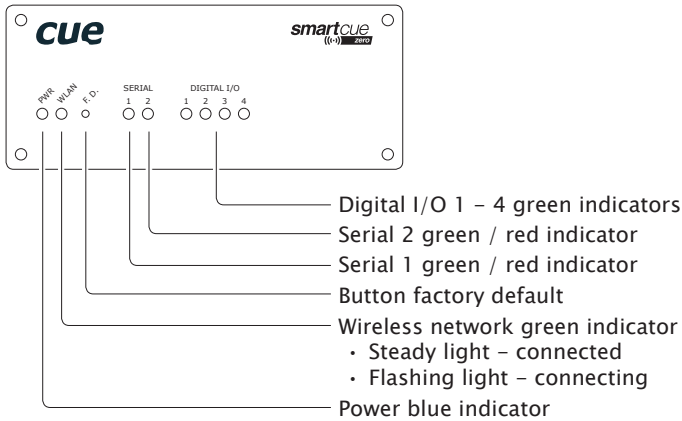 cue
smartcue
((··)) zero
PWR WLAN F. D. SERIAL DIGITAL I/O
1 2 1 2 3 4
Digital I/O 1 – 4 green indicators
Serial 2 green / red indicator
Serial 1 green / red indicator
Button factory default
Wireless network green indicator
• Steady light – connected
• Flashing light – connecting
Power blue indicator